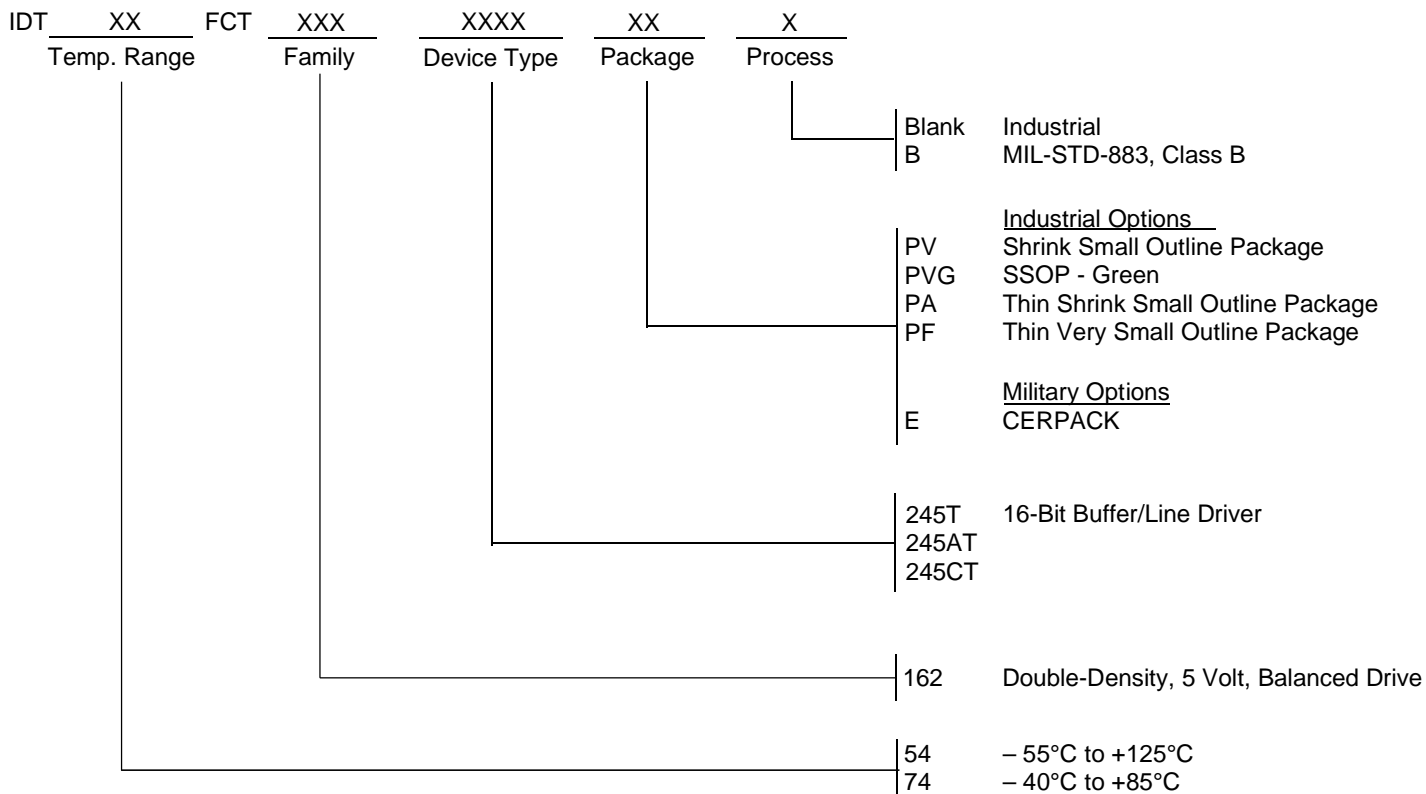 IDT XX FCT XXX XXXX XX X
Temp. Range Family Device Type Package Process
Blank Industrial
B MIL-STD-883, Class B
Industrial Options
PV Shrink Small Outline Package
PVG SSOP - Green
PA Thin Shrink Small Outline Package
PF Thin Very Small Outline Package
Military Options
E CERPACK
245T 16-Bit Buffer/Line Driver
245AT
245CT
162 Double-Density, 5 Volt, Balanced Drive
54 – 55°C to +125°C
74 – 40°C to +85°C